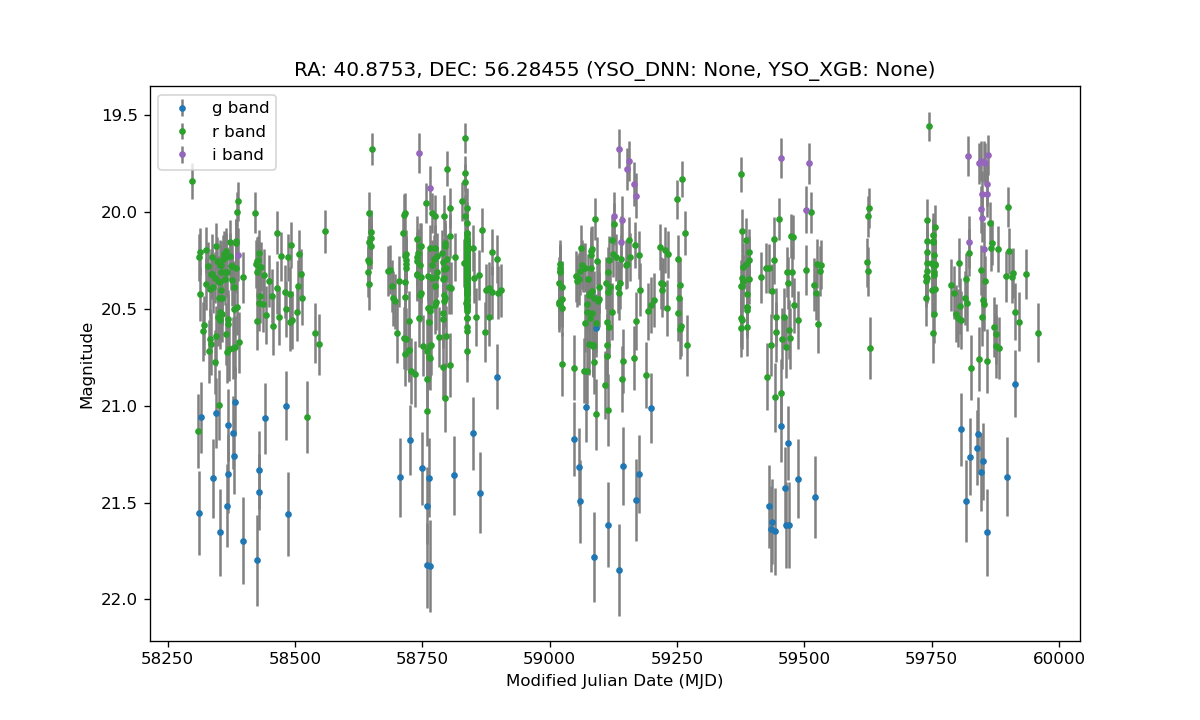 RA: 40.8753, DEC: 56.28455 (YSO_DNN: None, YSO_XGB: None)
g band
r band
i band
19.5
20.0
20.5
21.0
21.5
22.0
Magnitude
58250 58500 58750 59000 59250 59500 59750 60000
Modified Julian Date (MJD)